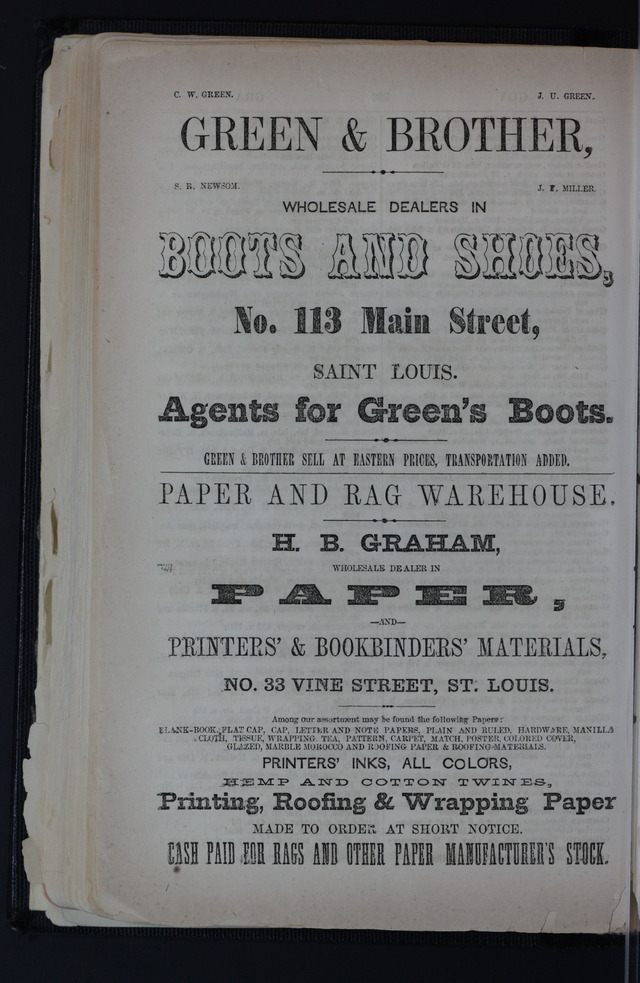 C. W. GREEN. J. U. GREEN.
GREEN & BROTHER,
S. R. NEWSOM. J. F. MILLER.
WHOLESALE DEALERS IN
BOOTS AND SHOES,
No. 113 Main Street,
SAINT LOUIS.
Agents for Green's Boots.
GREEN & BROTHER SELL AT EASTERN PRICES, TRANSPORTATION ADDED.
PAPER AND RAG WAREHOUSE.
H. B. GRAHAM,
WHOLESALE DEALER IN
PAPER,
—AND—
PRINTERS' & BOOKBINDERS' MATERIALS,
NO. 33 VINE STREET, ST. LOUIS.
Among our assortment may be found the following Papers:
BLANK-BOOK, FLAT CAP, CAP, LETTER AND NOTE PAPERS, PLAIN AND RULED, HARDWARE, MANILLA
CLOTH, TISSUE, WRAPPING, TEA, PATTERN, CARPET, MATCH, POSTER, COLORED COVER,
GLAZED, MARBLE MOROCCO AND ROOFING PAPER & ROOFING-MATERIALS.
PRINTERS' INKS, ALL COLORS,
HEMP AND COTTON TWINES,
Printing, Roofing & Wrapping Paper
MADE TO ORDER AT SHORT NOTICE.
CASH PAID FOR RAGS AND OTHER PAPER MANUFACTURER'S STOCK.